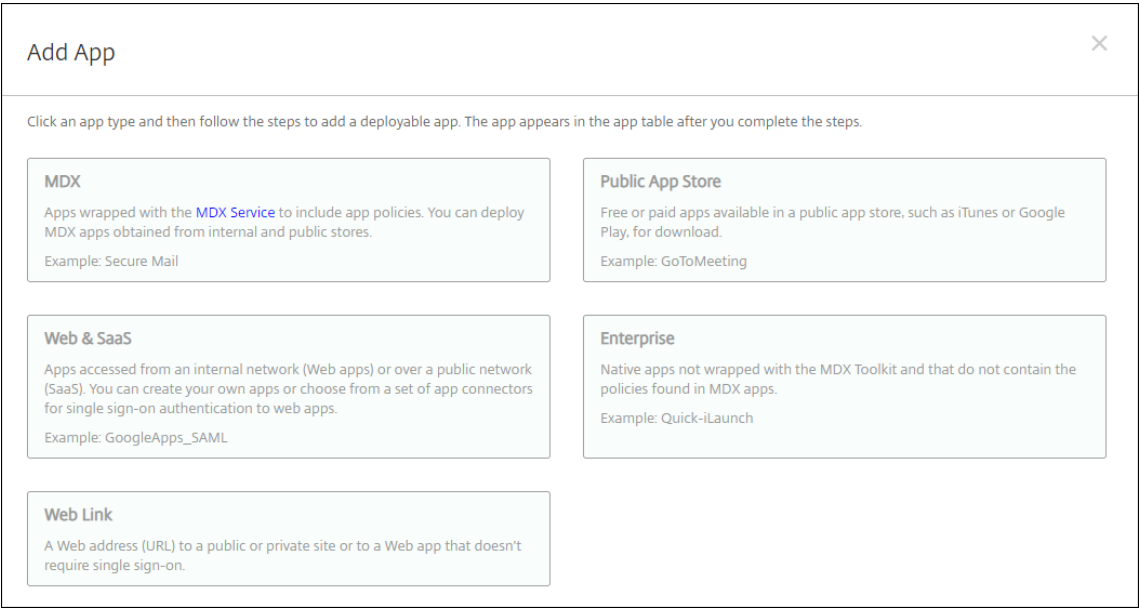 Add App
Click an app type and then follow the steps to add a deployable app. The app appears in the app table after you complete the steps.
MDX
Apps wrapped with the MDX Service to include app policies. You can deploy
MDX apps obtained from internal and public stores.
Example: Secure Mail
Public App Store
Free or paid apps available in a public app store, such as iTunes or Google
Play, for download.
Example: GoToMeeting
Web & SaaS
Apps accessed from an internal network (Web apps) or over a public network
(SaaS). You can create your own apps or choose from a set of app connectors
for single sign-on authentication to web apps.
Example: GoogleApps_SAML
Enterprise
Native apps not wrapped with the MDX Toolkit and that do not contain the
policies found in MDX apps.
Example: Quick-iLaunch
Web Link
A Web address (URL) to a public or private site or to a Web app that doesn't
require single sign-on.